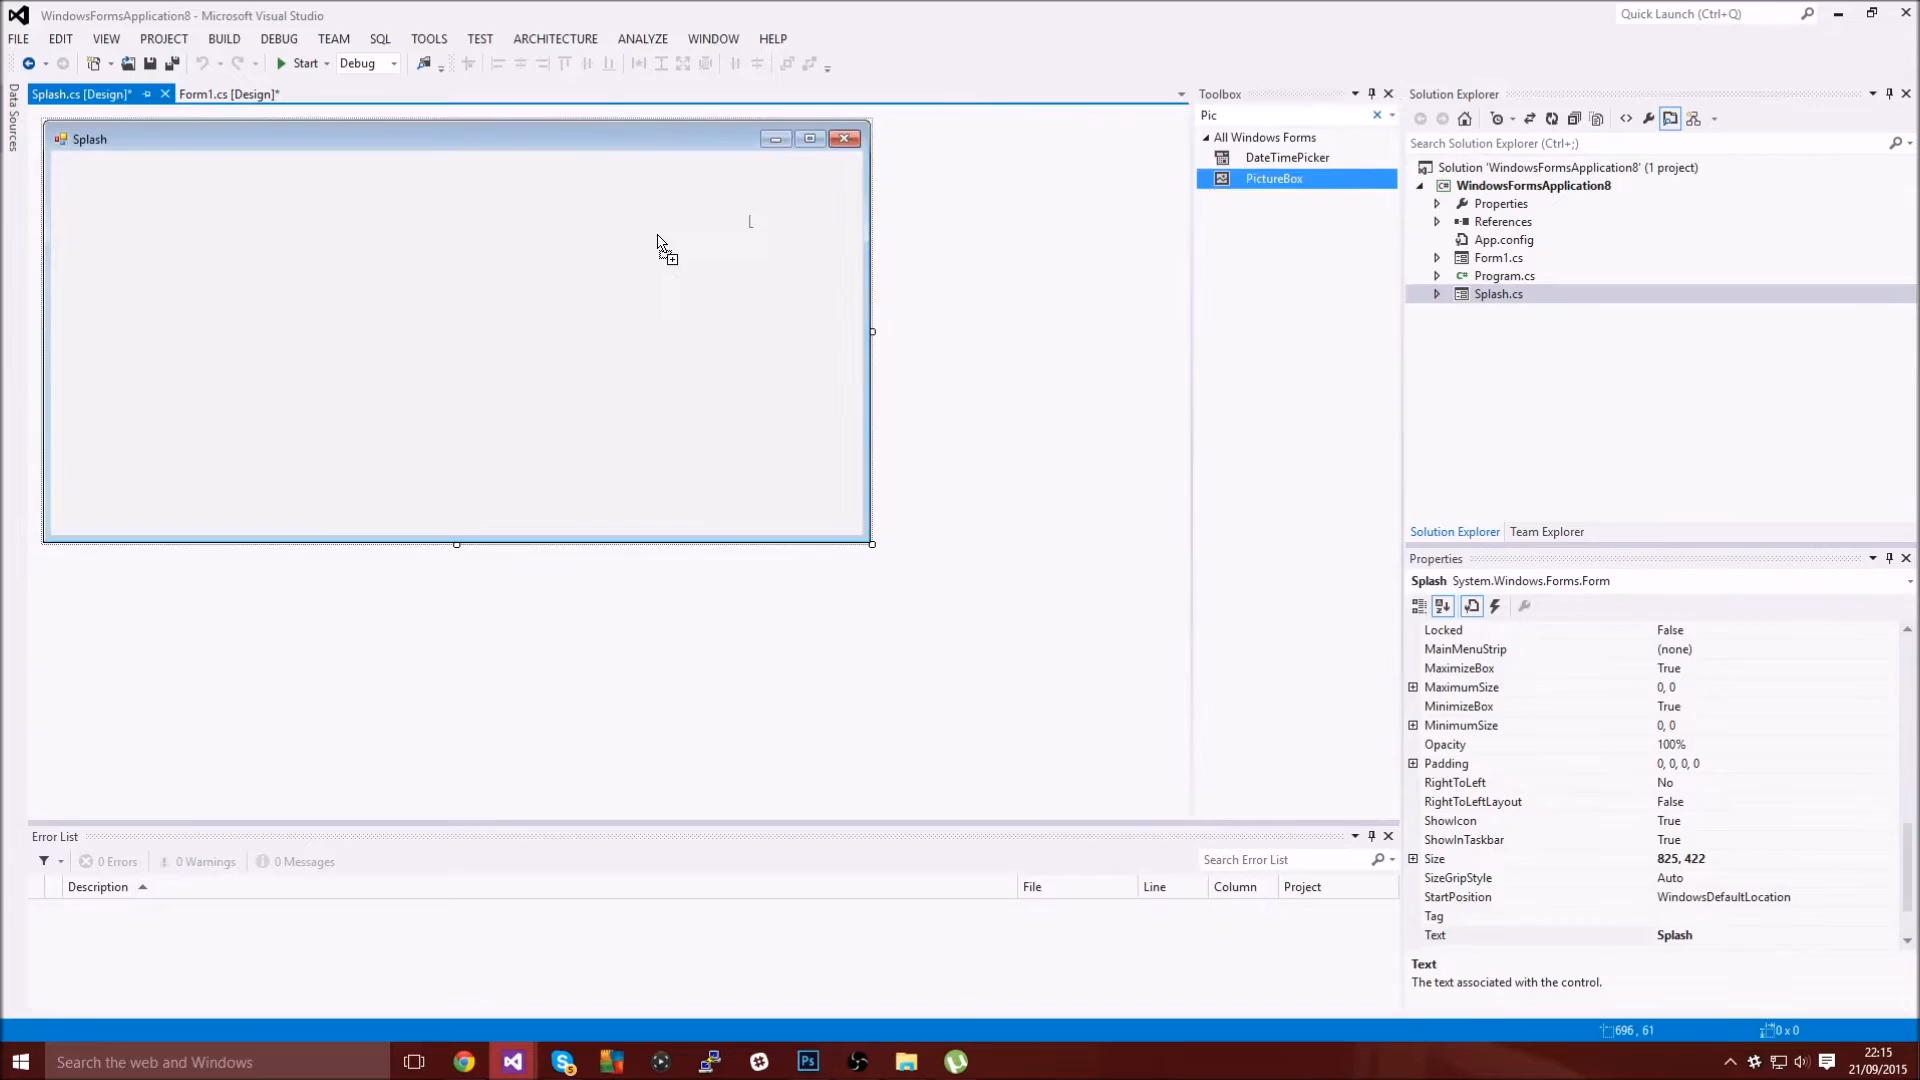 WindowsFormsApplication8 - Microsoft Visual Studio
Quick Launch (Ctrl+Q)
FILE EDIT VIEW PROJECT BUILD DEBUG TEAM SQL TOOLS TEST ARCHITECTURE ANALYZE WINDOW HELP
Start Debug
Data Sources
Splash.cs [Design]* Form1.cs [Design]*
Splash
Toolbox
Pic
All Windows Forms
DateTimePicker
PictureBox
Solution Explorer
Search Solution Explorer (Ctrl+;)
Solution 'WindowsFormsApplication8' (1 project)
C# WindowsFormsApplication8
Properties
References
App.config
Form1.cs
C# Program.cs
Splash.cs
Solution Explorer Team Explorer
Properties
Splash System.Windows.Forms.Form
Locked False
MainMenuStrip (none)
MaximizeBox True
MaximumSize 0, 0
MinimizeBox True
MinimumSize 0, 0
Opacity 100%
Padding 0, 0, 0, 0
RightToLeft No
RightToLeftLayout False
ShowIcon True
ShowInTaskbar True
Size 825, 422
SizeGripStyle Auto
StartPosition WindowsDefaultLocation
Tag
Text Splash
Text
The text associated with the control.
Error List
0 Errors 0 Warnings 0 Messages
Search Error List
Description File Line Column Project
696, 61 0 x 0
Search the web and Windows
Ps
22:15
21/09/2015